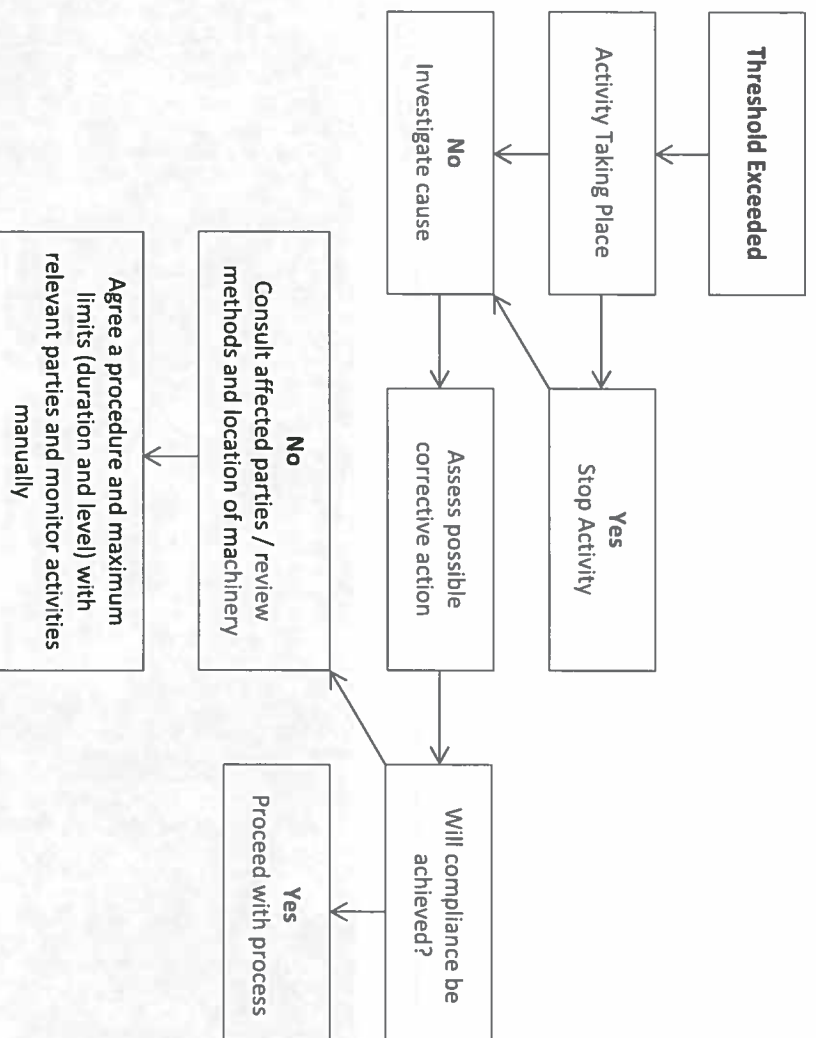 Threshold Exceeded
Activity Taking Place
Yes
Stop Activity
No
Investigate cause
Assess possible
corrective action
Will compliance be
achieved?
No
Consult affected parties / review
methods and location of machinery
Yes
Proceed with process
Agree a procedure and maximum
limits (duration and level) with
relevant parties and monitor activities
manually